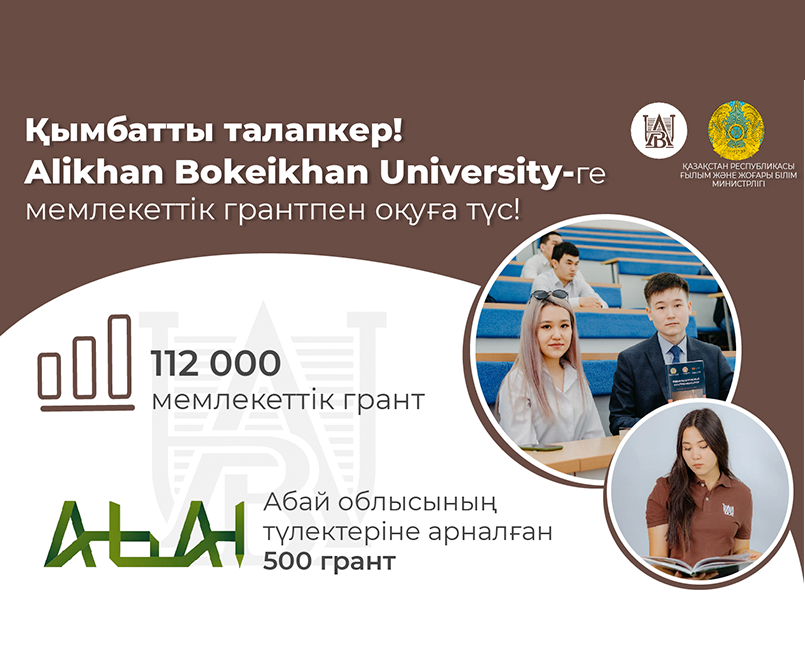 Қымбатты талапкер!
Alikhan Bokeikhan University-ге
мемлекеттік грантпен оқуға түс!
ҚАЗАҚСТАН РЕСПУБЛИКАСЫ
ҒЫЛЫМ ЖӘНЕ ЖОҒАРЫ БІЛІМ
МИНИСТРЛІГІ
112 000
мемлекеттік грант
АБАЙ
Абай облысының
түлектеріне арналған
500 грант